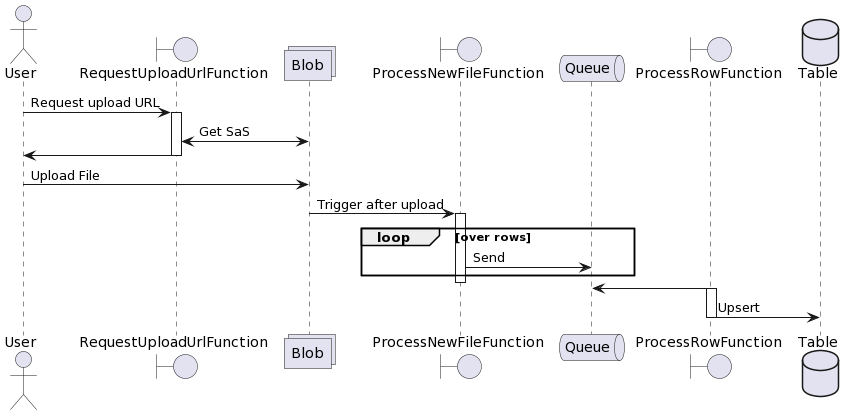 User
RequestUploadUrlFunction
Blob
ProcessNewFileFunction
Queue
ProcessRowFunction
Table
Request upload URL
Get SaS
Upload File
Trigger after upload
loop
[over rows]
Send
Upsert
User
RequestUploadUrlFunction
Blob
ProcessNewFileFunction
Queue
ProcessRowFunction
Table